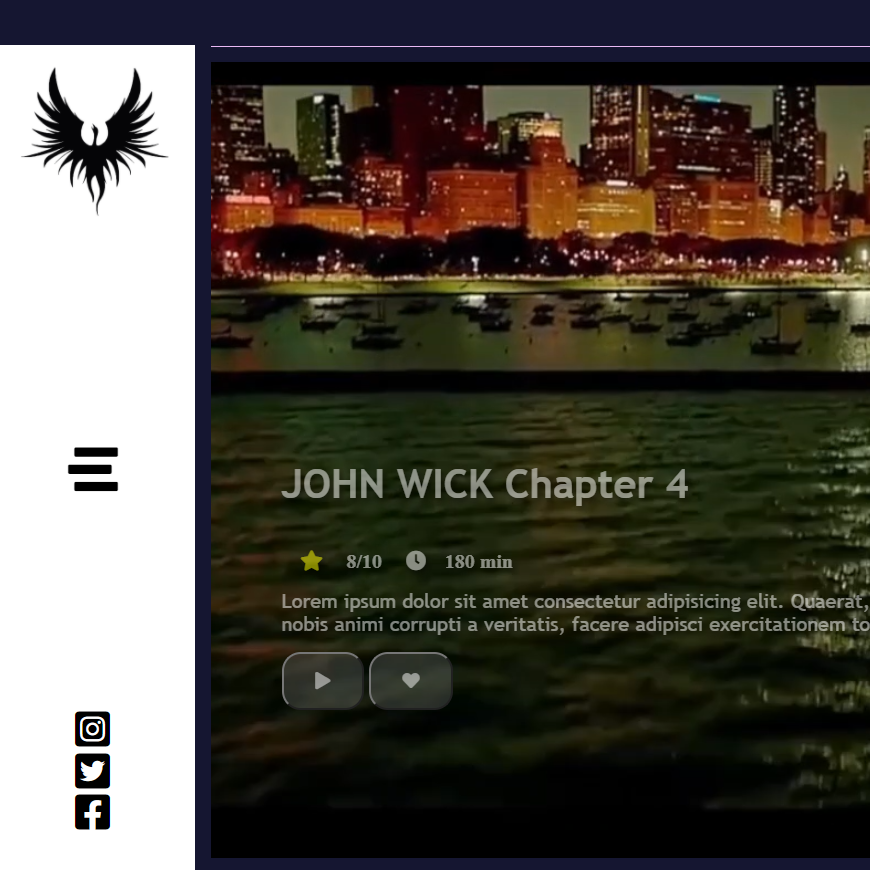 JOHN WICK Chapter 4
8/10 180 min
Lorem ipsum dolor sit amet consectetur adipisicing elit. Quaerat,
nobis animi corrupti a veritatis, facere adipisci exercitationem to